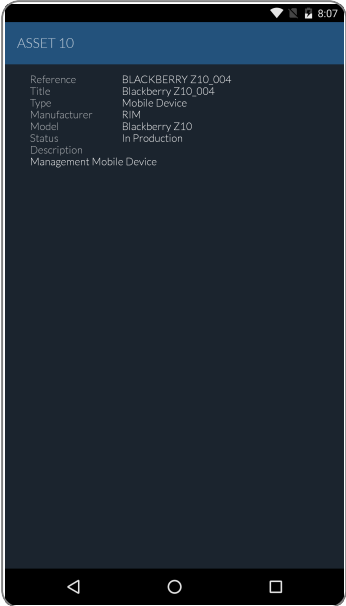 8:07
ASSET 10
Reference BLACKBERRY Z10_004
Title Blackberry Z10_004
Type Mobile Device
Manufacturer RIM
Model Blackberry Z10
Status In Production
Description
Management Mobile Device